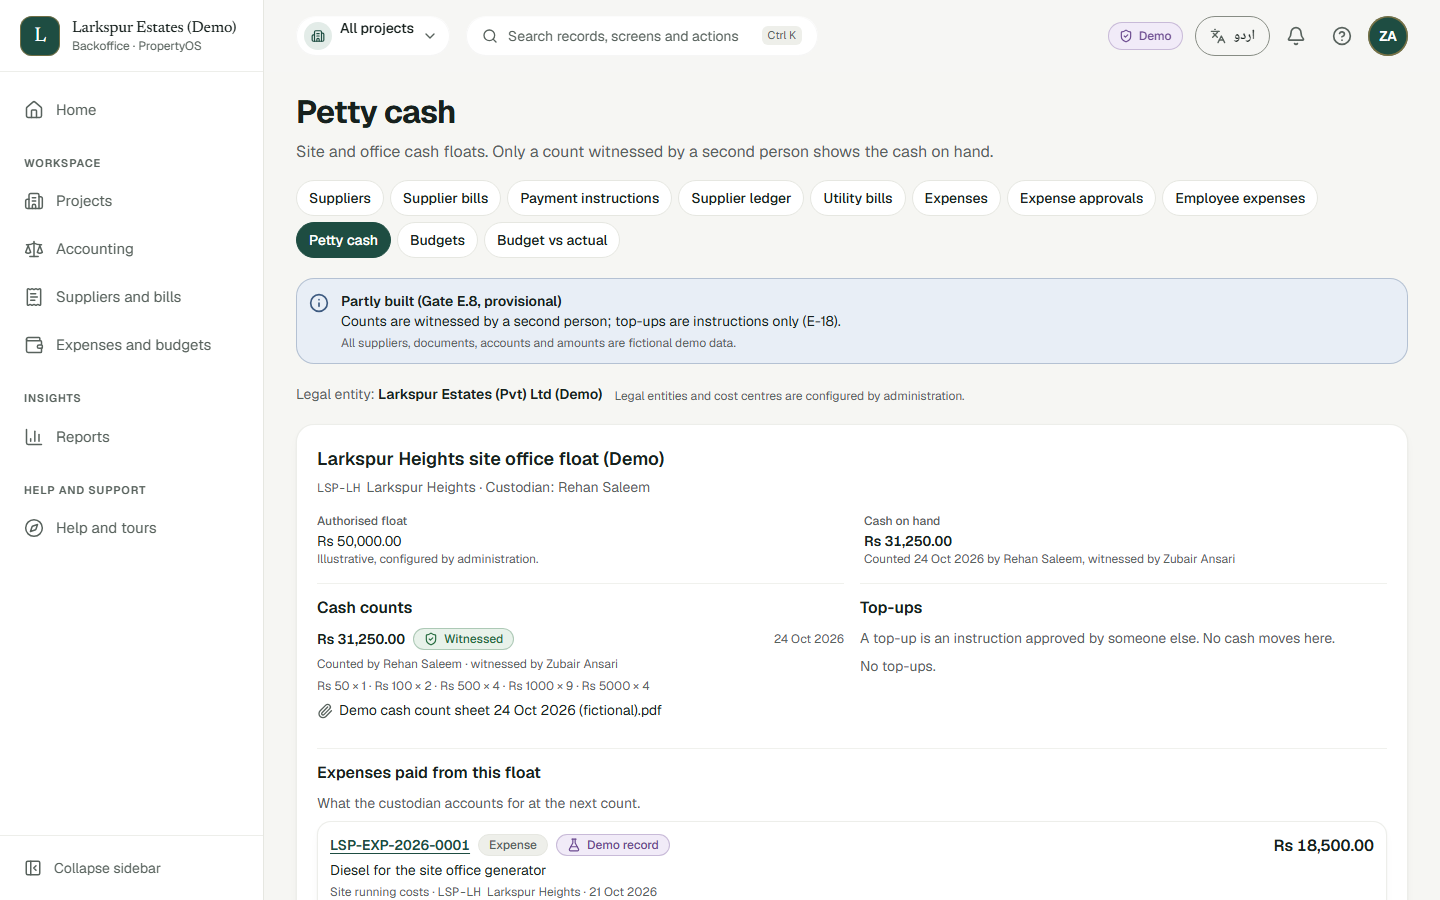 L
Larkspur Estates (Demo)
Backoffice · PropertyOS
Home
WORKSPACE
Projects
Accounting
Suppliers and bills
Expenses and budgets
INSIGHTS
Reports
HELP AND SUPPORT
Help and tours
Collapse sidebar
All projects
Search records, screens and actions
Ctrl K
Demo
اردو
ZA
Petty cash
Site and office cash floats. Only a count witnessed by a second person shows the cash on hand.
Suppliers
Supplier bills
Payment instructions
Supplier ledger
Utility bills
Expenses
Expense approvals
Employee expenses
Petty cash
Budgets
Budget vs actual
Partly built (Gate E.8, provisional)
Counts are witnessed by a second person; top-ups are instructions only (E-18).
All suppliers, documents, accounts and amounts are fictional demo data.
Legal entity: Larkspur Estates (Pvt) Ltd (Demo) Legal entities and cost centres are configured by administration.
Larkspur Heights site office float (Demo)
LSP-LH Larkspur Heights · Custodian: Rehan Saleem
Authorised float
Rs 50,000.00
Illustrative, configured by administration.
Cash on hand
Rs 31,250.00
Counted 24 Oct 2026 by Rehan Saleem, witnessed by Zubair Ansari
Cash counts
Rs 31,250.00 Witnessed 24 Oct 2026
Counted by Rehan Saleem · witnessed by Zubair Ansari
Rs 50 × 1 · Rs 100 × 2 · Rs 500 × 4 · Rs 1000 × 9 · Rs 5000 × 4
Demo cash count sheet 24 Oct 2026 (fictional).pdf
Top-ups
A top-up is an instruction approved by someone else. No cash moves here.
No top-ups.
Expenses paid from this float
What the custodian accounts for at the next count.
LSP-EXP-2026-0001 Expense Demo record Rs 18,500.00
Diesel for the site office generator
Site running costs · LSP-LH Larkspur Heights · 21 Oct 2026